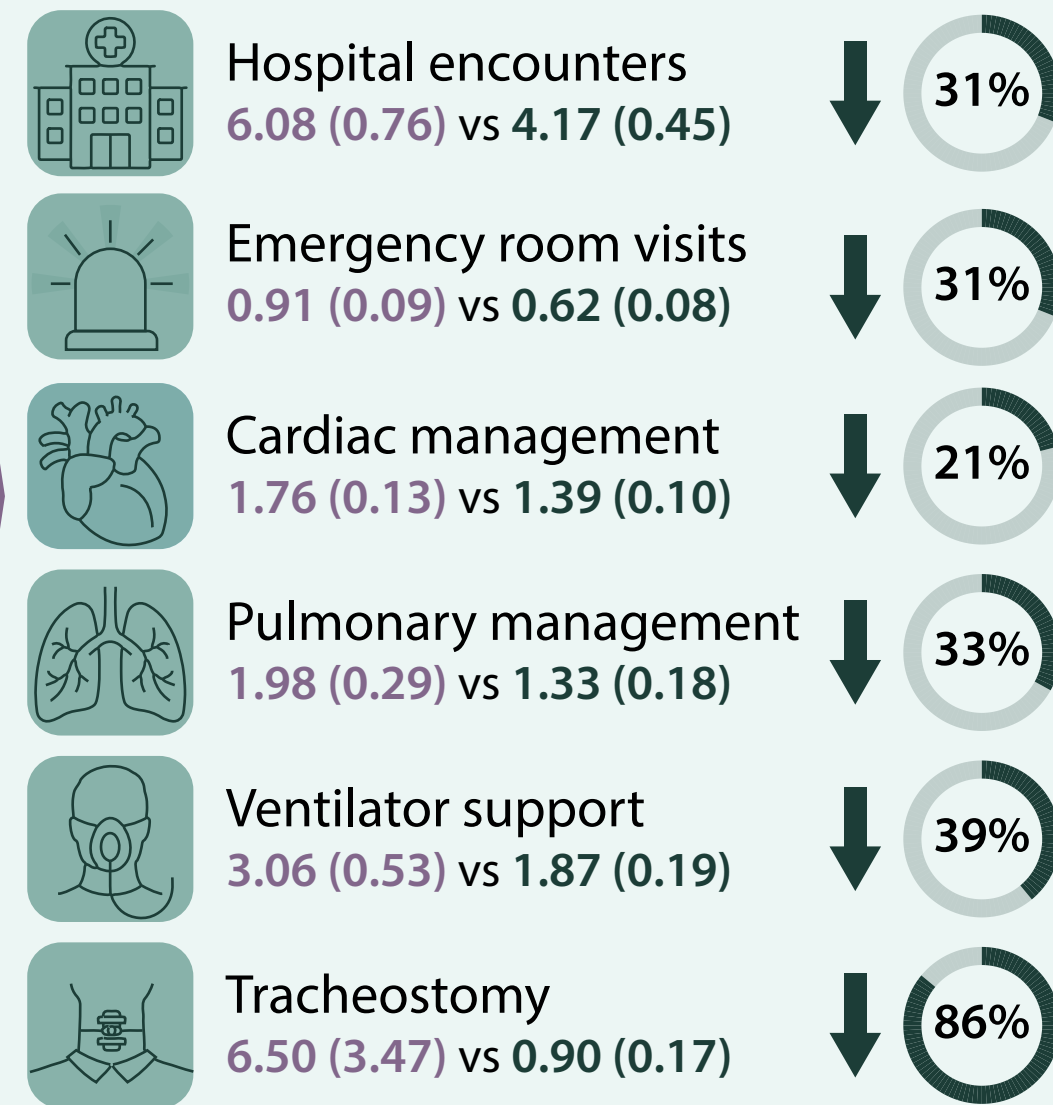 Hospital encounters
6.08 (0.76) vs 4.17 (0.45)
31%
Emergency room visits
0.91 (0.09) vs 0.62 (0.08)
31%
Cardiac management
1.76 (0.13) vs 1.39 (0.10)
21%
Pulmonary management
1.98 (0.29) vs 1.33 (0.18)
33%
Ventilator support
3.06 (0.53) vs 1.87 (0.19)
39%
Tracheostomy
6.50 (3.47) vs 0.90 (0.17)
86%